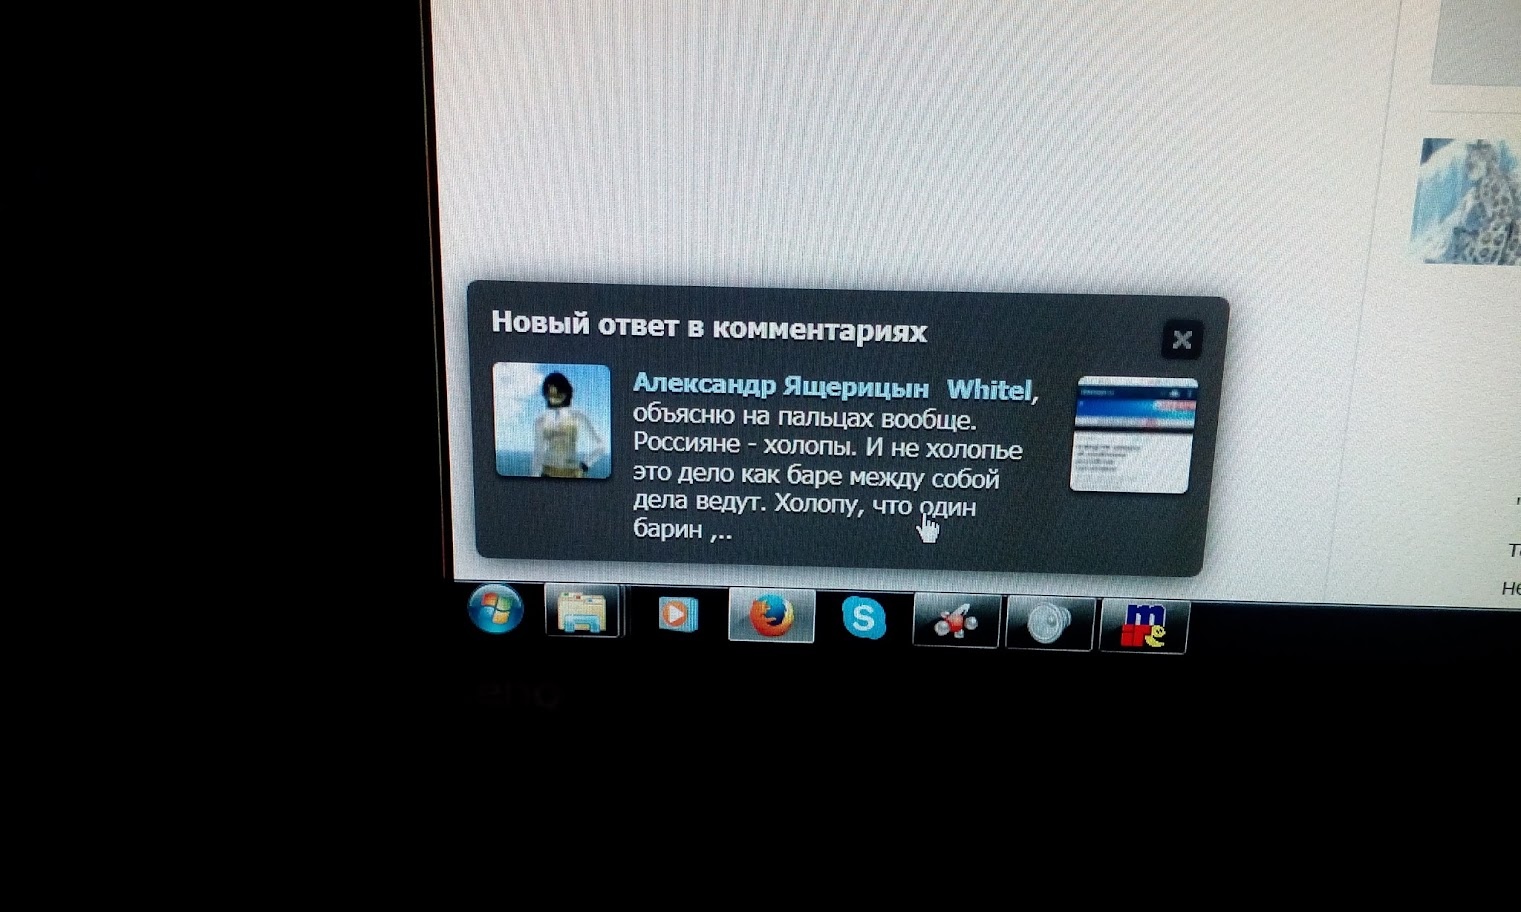 Новый ответ в комментариях
Александр Ящерицын Whitel,
объясню на пальцах вообще.
Россияне - холопы. И не холопье
это дело как баре между собой
дела ведут. Холопу, что один
барин ,..